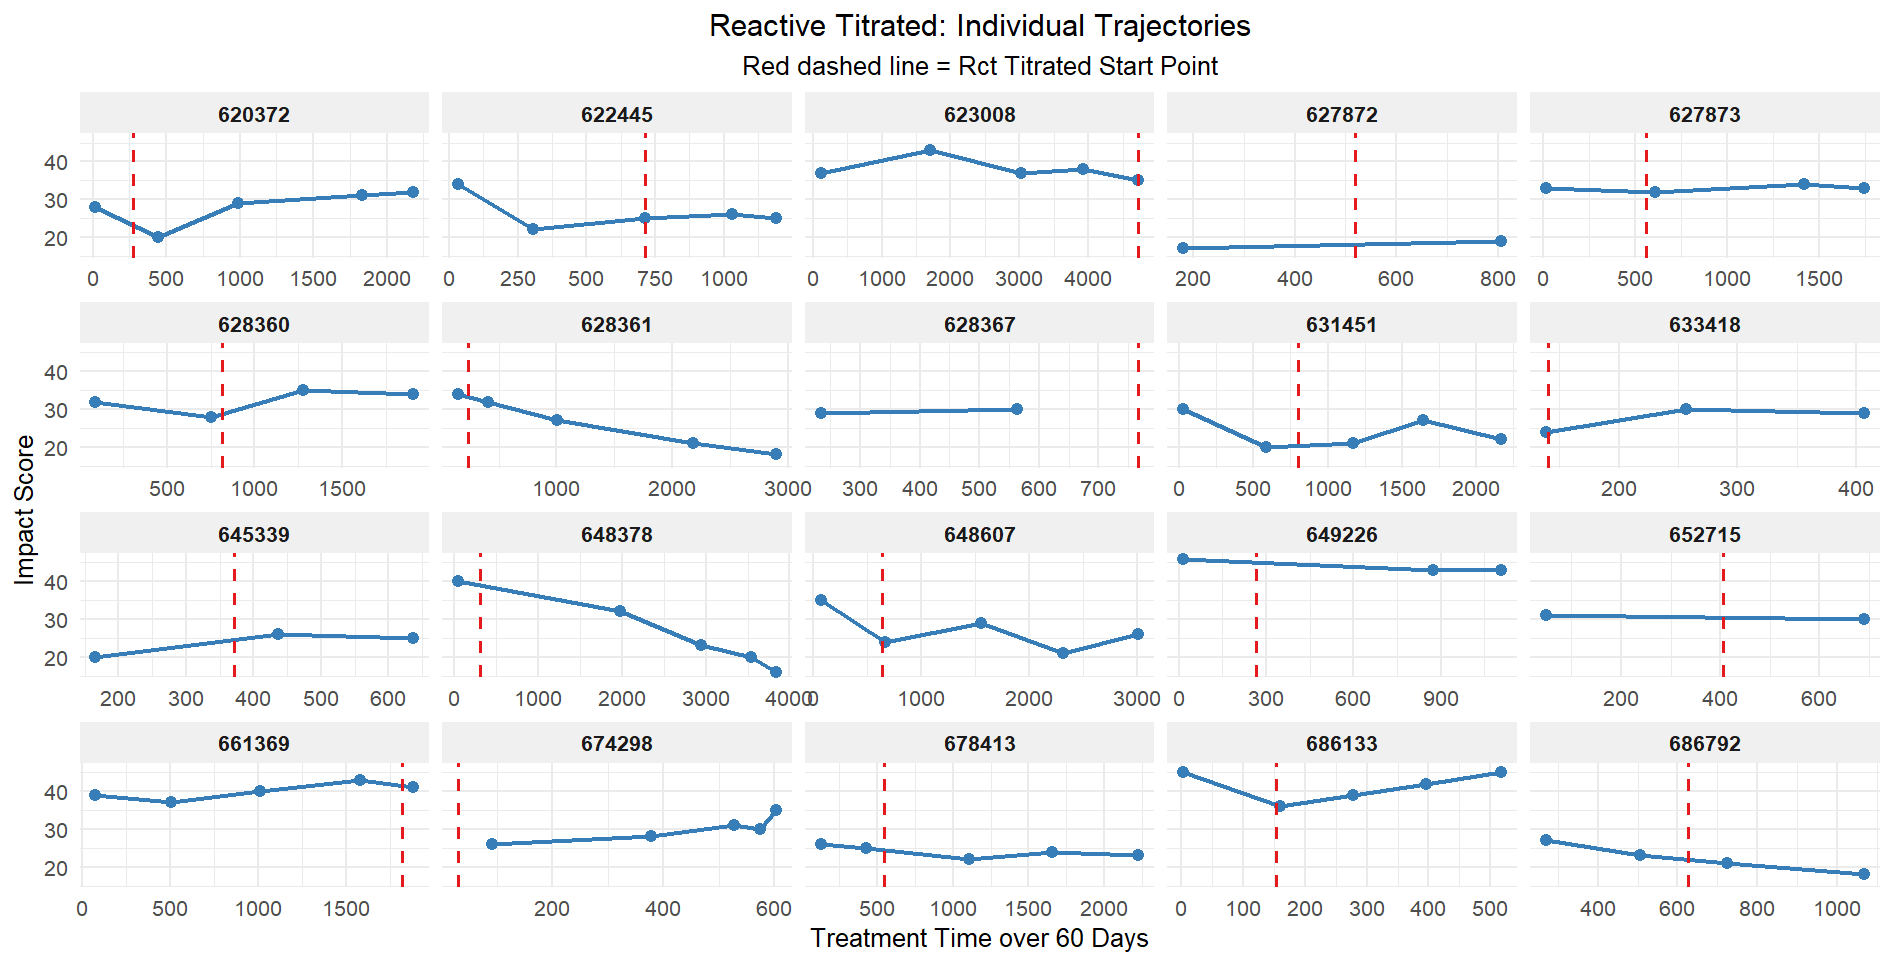 Reactive Titrated: Individual Trajectories
Red dashed line = Rct Titrated Start Point
620372 622445 623008 627872 627873
40
30
20
0 500 1000 1500 2000 0 250 500 750 1000 0 1000 2000 3000 4000 200 400 600 800 0 500 1000 1500
628360 628361 628367 631451 633418
40
30
20
500 1000 1500 1000 2000 3000 300 400 500 600 700 0 500 1000 1500 2000 200 300 400
Impact Score
645339 648378 648607 649226 652715
40
30
20
200 300 400 500 600 0 1000 2000 3000 4000 0 1000 2000 3000 0 300 600 900 200 400 600
661369 674298 678413 686133 686792
40
30
20
0 500 1000 1500 200 400 600 500 1000 1500 2000 0 100 200 300 400 500 400 600 800 1000
Treatment Time over 60 Days